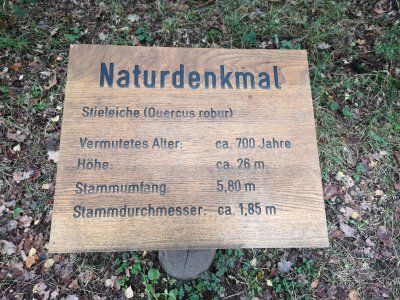 Naturdenkmal
Stieleiche (Quercus robur)
Vermutetes Alter: ca. 700 Jahre
Höhe: ca. 26 m
Stammumfang: 5,80 m
Stammdurchmesser: ca. 1,85 m